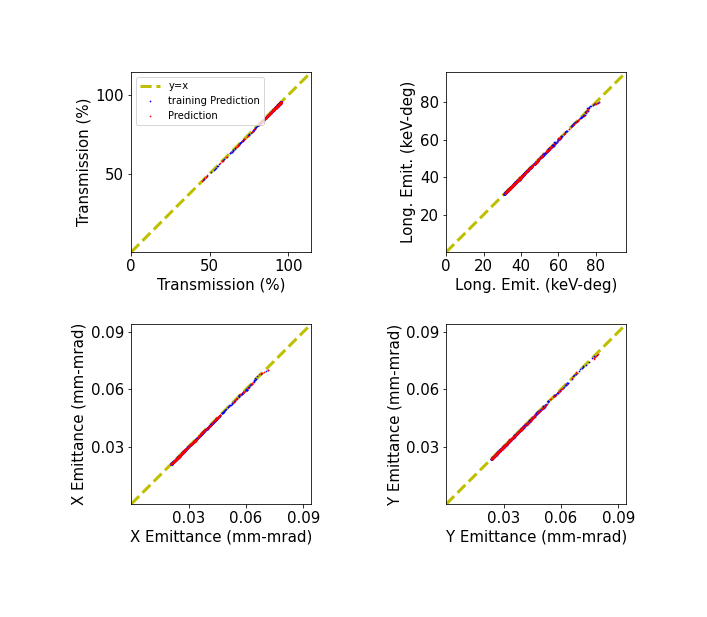 100
50
0
50
100
Transmission (%)
Transmission (%)
y=x
training Prediction
Prediction
80
60
40
20
0
20
40
60
80
Long. Emit. (keV-deg)
Long. Emit. (keV-deg)
0.09
0.06
0.03
0.03
0.06
0.09
X Emittance (mm-mrad)
X Emittance (mm-mrad)
0.09
0.06
0.03
0.03
0.06
0.09
Y Emittance (mm-mrad)
Y Emittance (mm-mrad)